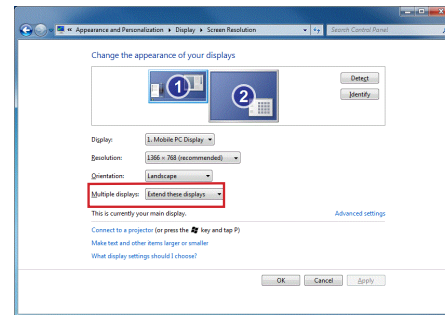 « Appearance and Personalization ▸ Display ▸ Screen Resolution
Search Control Panel
Change the appearance of your displays
1
2
Detect
Identify
Display: 1. Mobile PC Display
Resolution: 1366 × 768 (recommended)
Orientation: Landscape
Multiple displays: Extend these displays
This is currently your main display.
Advanced settings
Connect to a projector (or press the key and tap P)
Make text and other items larger or smaller
What display settings should I choose?
OK Cancel Apply